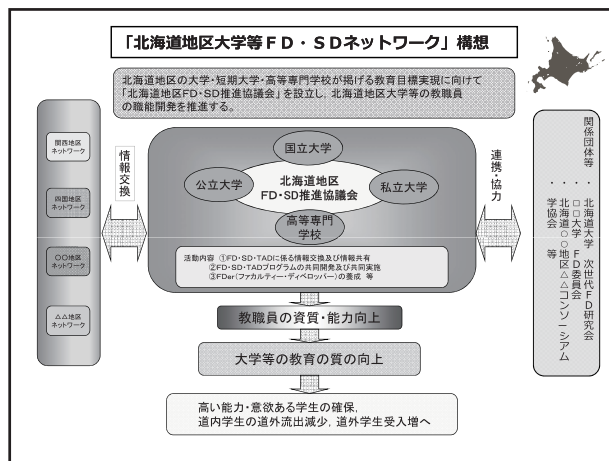 「北海道地区大学等FD・SDネットワーク」構想
北海道地区の大学・短期大学・高等専門学校が掲げる教育目標実現に向けて
「北海道地区FD・SD推進協議会」を設立し、北海道地区大学等の教職員
の職能開発を推進する。
関西地区
ネットワーク
四国地区
ネットワーク
〇〇地区
ネットワーク
△△地区
ネットワーク
情報交換
国立大学
公立大学
北海道地区
FD・SD推進協議会
私立大学
高等専門
学校
活動内容 ①FD・SD・TADに係る情報交換及び情報共有
②FD・SD・TADプログラムの共同開発及び共同実施
③FDer(ファカルティー・ディベロッパー)の養成 等
連携・協力
関係団体等
・北海道大学 次世代FD研究会
・□□大学 FD委員会
・北海道○○地区△△コンソーシアム
・学協会 等
教職員の資質・能力向上
大学等の教育の質の向上
高い能力・意欲ある学生の確保,
道内学生の道外流出減少, 道外学生受入増へ